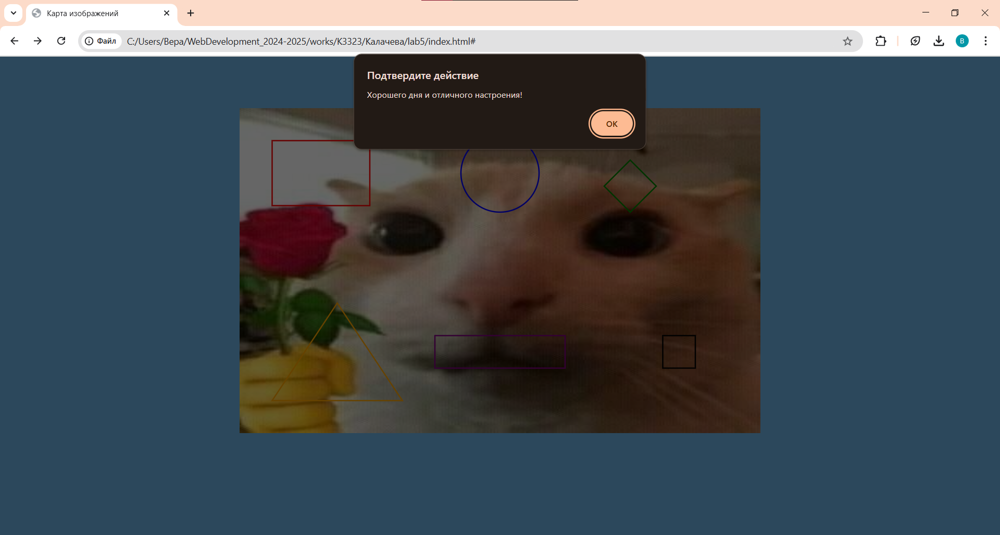 Карта изображений
Файл
C:/Users/Вера/WebDevelopment_2024-2025/works/K3323/Калачева/lab5/index.html#
В
Подтвердите действие
Хорошего дня и отличного настроения!
ОК